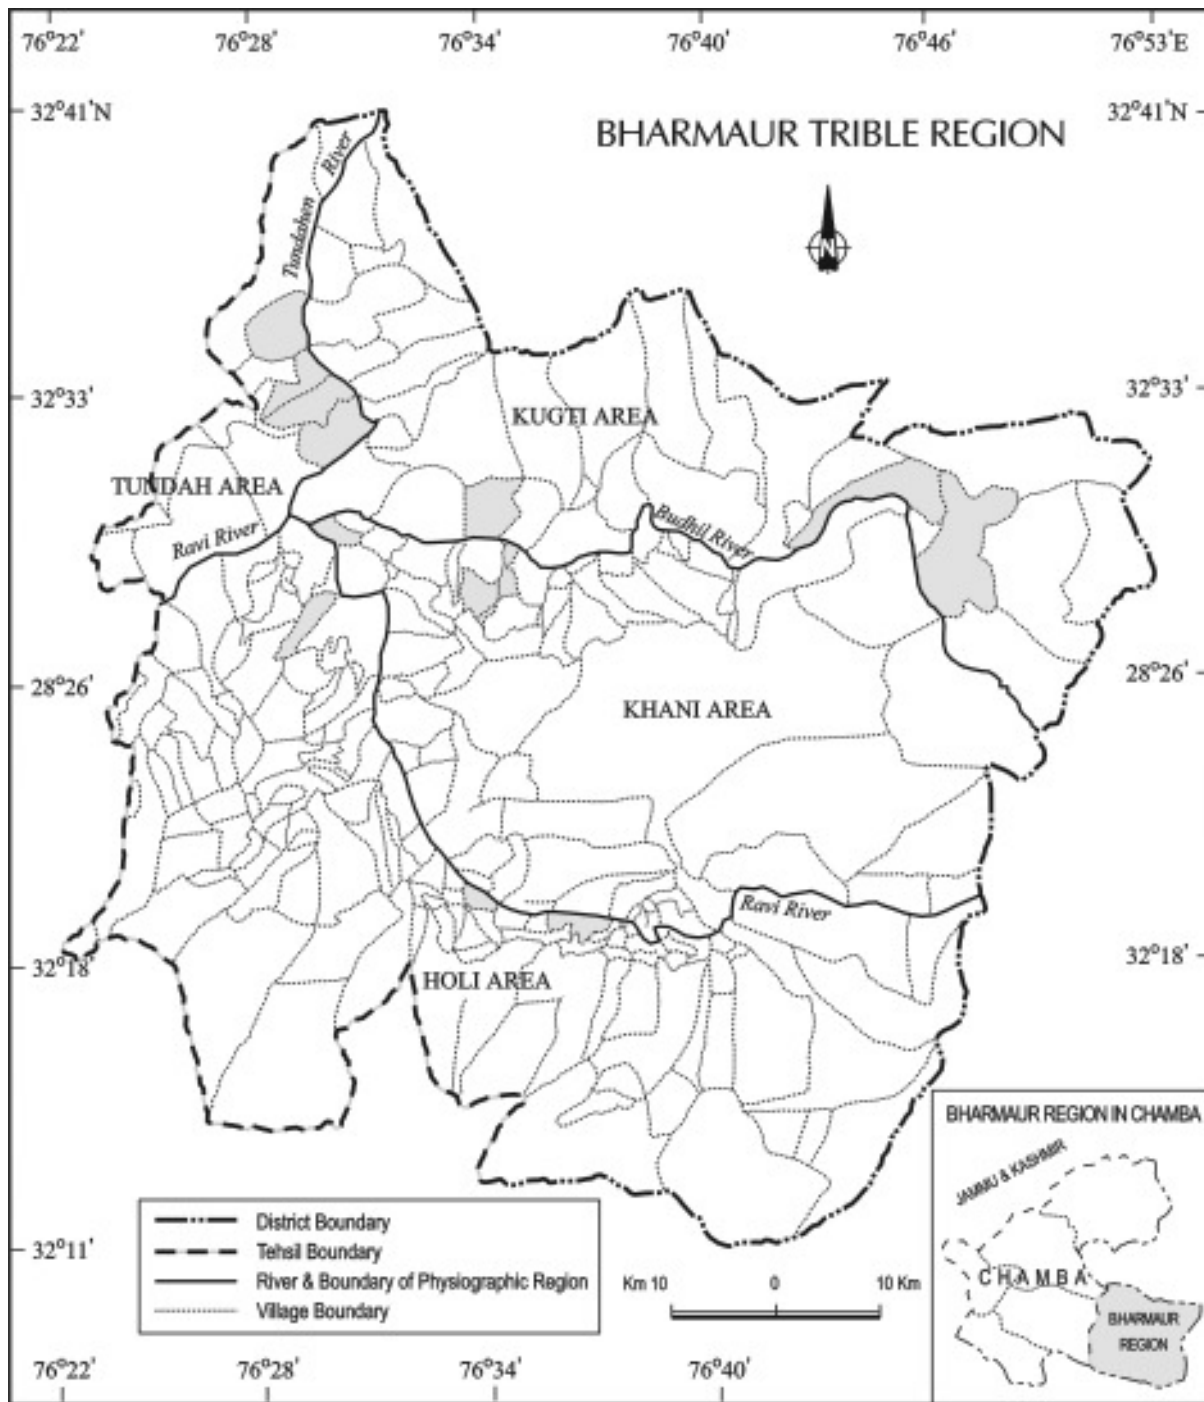 76°22' 76°28' 76°34' 76°40' 76°46' 76°53'E
32°41'N 32°41'N
BHARMAUR TRIBLE REGION
Tundahen River
N
32°33' 32°33'
KUGTI AREA
TUNDAH AREA
Ravi River
Budhil River
28°26' 28°26'
KHANI AREA
Ravi River
32°18' 32°18'
HOLI AREA
BHARMAUR REGION IN CHAMBA
JAMMU & KASHMIR
CHAMBA
BHARMAUR
REGION
District Boundary
Tehsil Boundary
River & Boundary of Physiographic Region
Village Boundary
32°11'
Km 10 0 10 Km
76°22' 76°28' 76°34' 76°40'